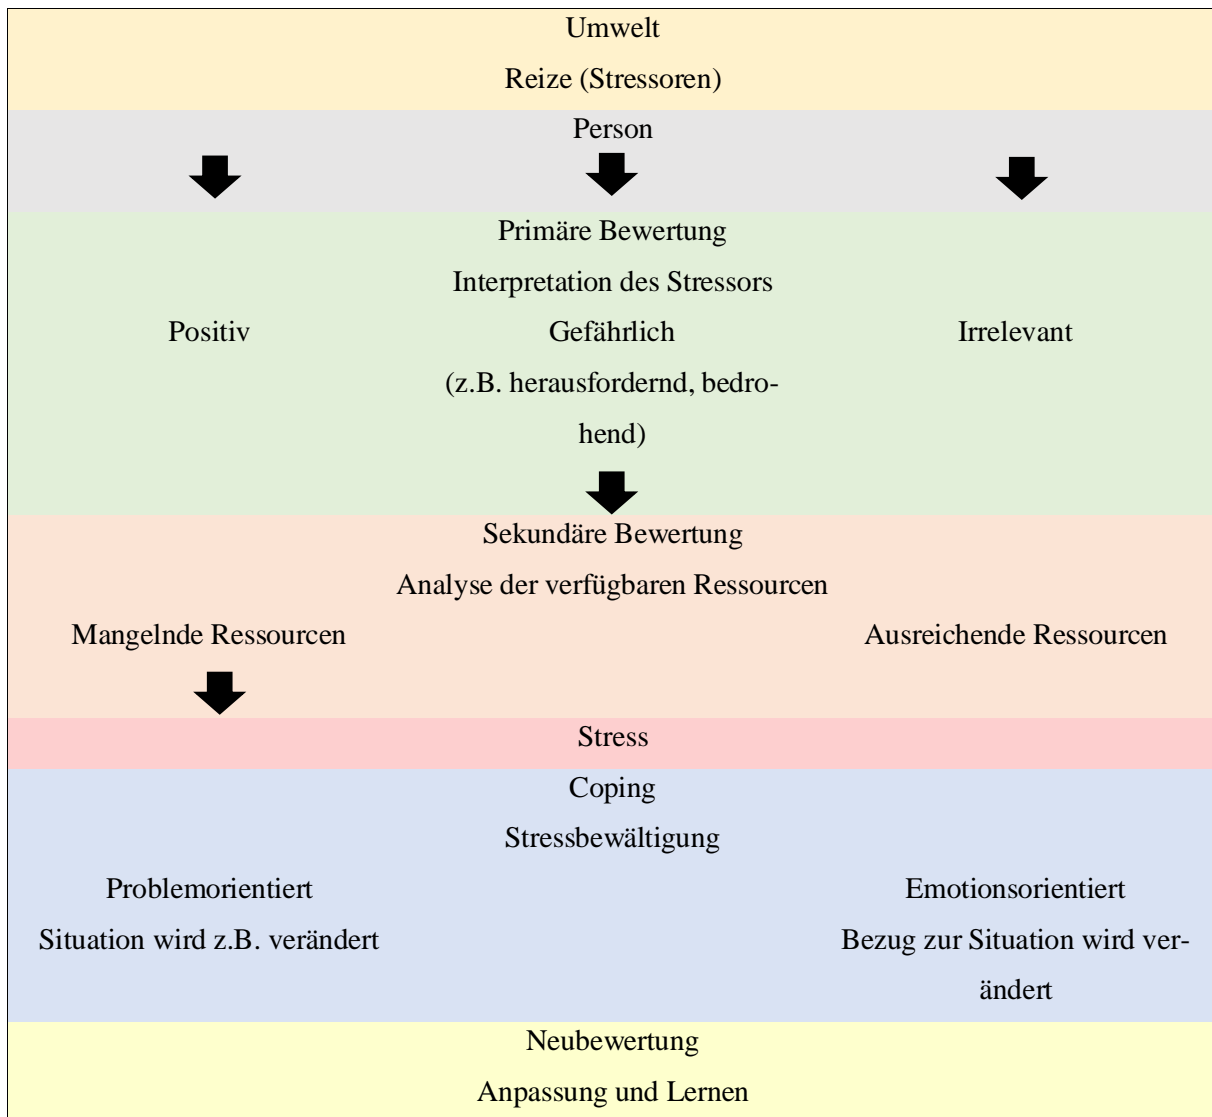 Umwelt
Reize (Stressoren)
Person
Primäre Bewertung
Interpretation des Stressors
Positiv
Gefährlich
(z.B. herausfordernd, bedro-
hend)
Irrelevant
Sekundäre Bewertung
Analyse der verfügbaren Ressourcen
Mangelnde Ressourcen
Ausreichende Ressourcen
Stress
Coping
Stressbewältigung
Problemorientiert
Situation wird z.B. verändert
Emotionsorientiert
Bezug zur Situation wird ver-
ändert
Neubewertung
Anpassung und Lernen